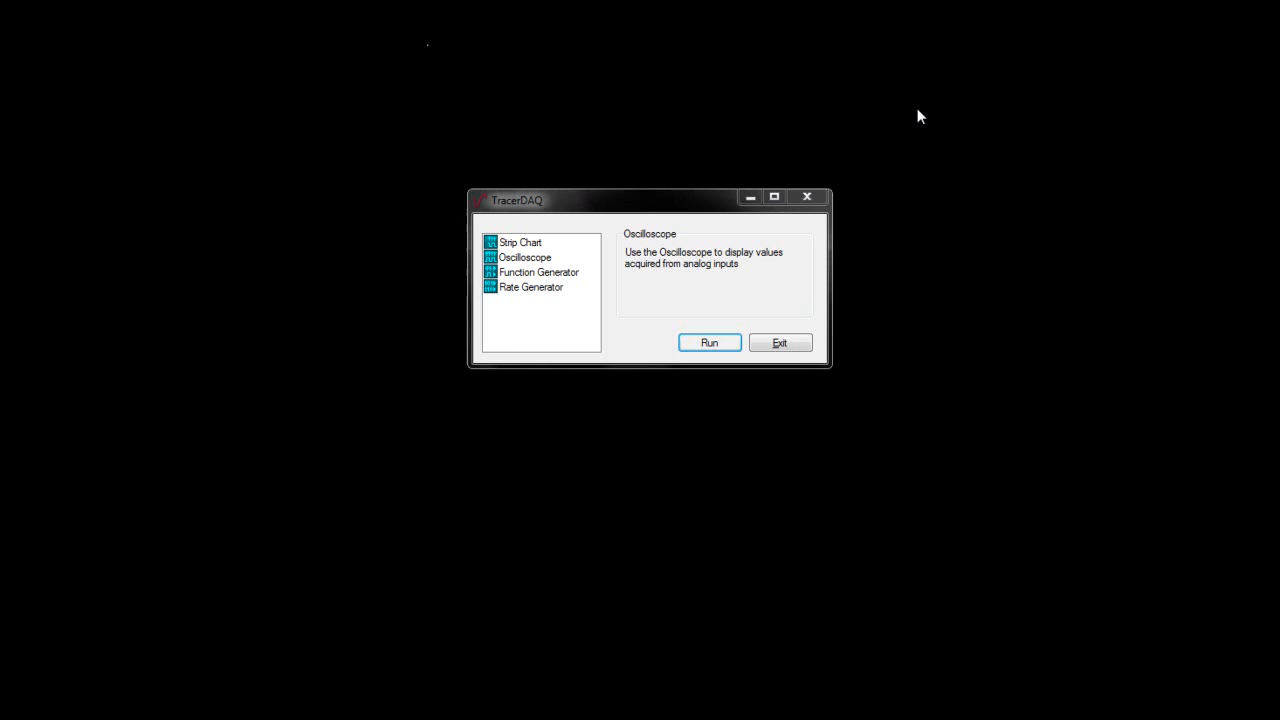 TracerDAQ
Strip Chart
Oscilloscope
Function Generator
Rate Generator
Oscilloscope
Use the Oscilloscope to display values
acquired from analog inputs
Run
Exit